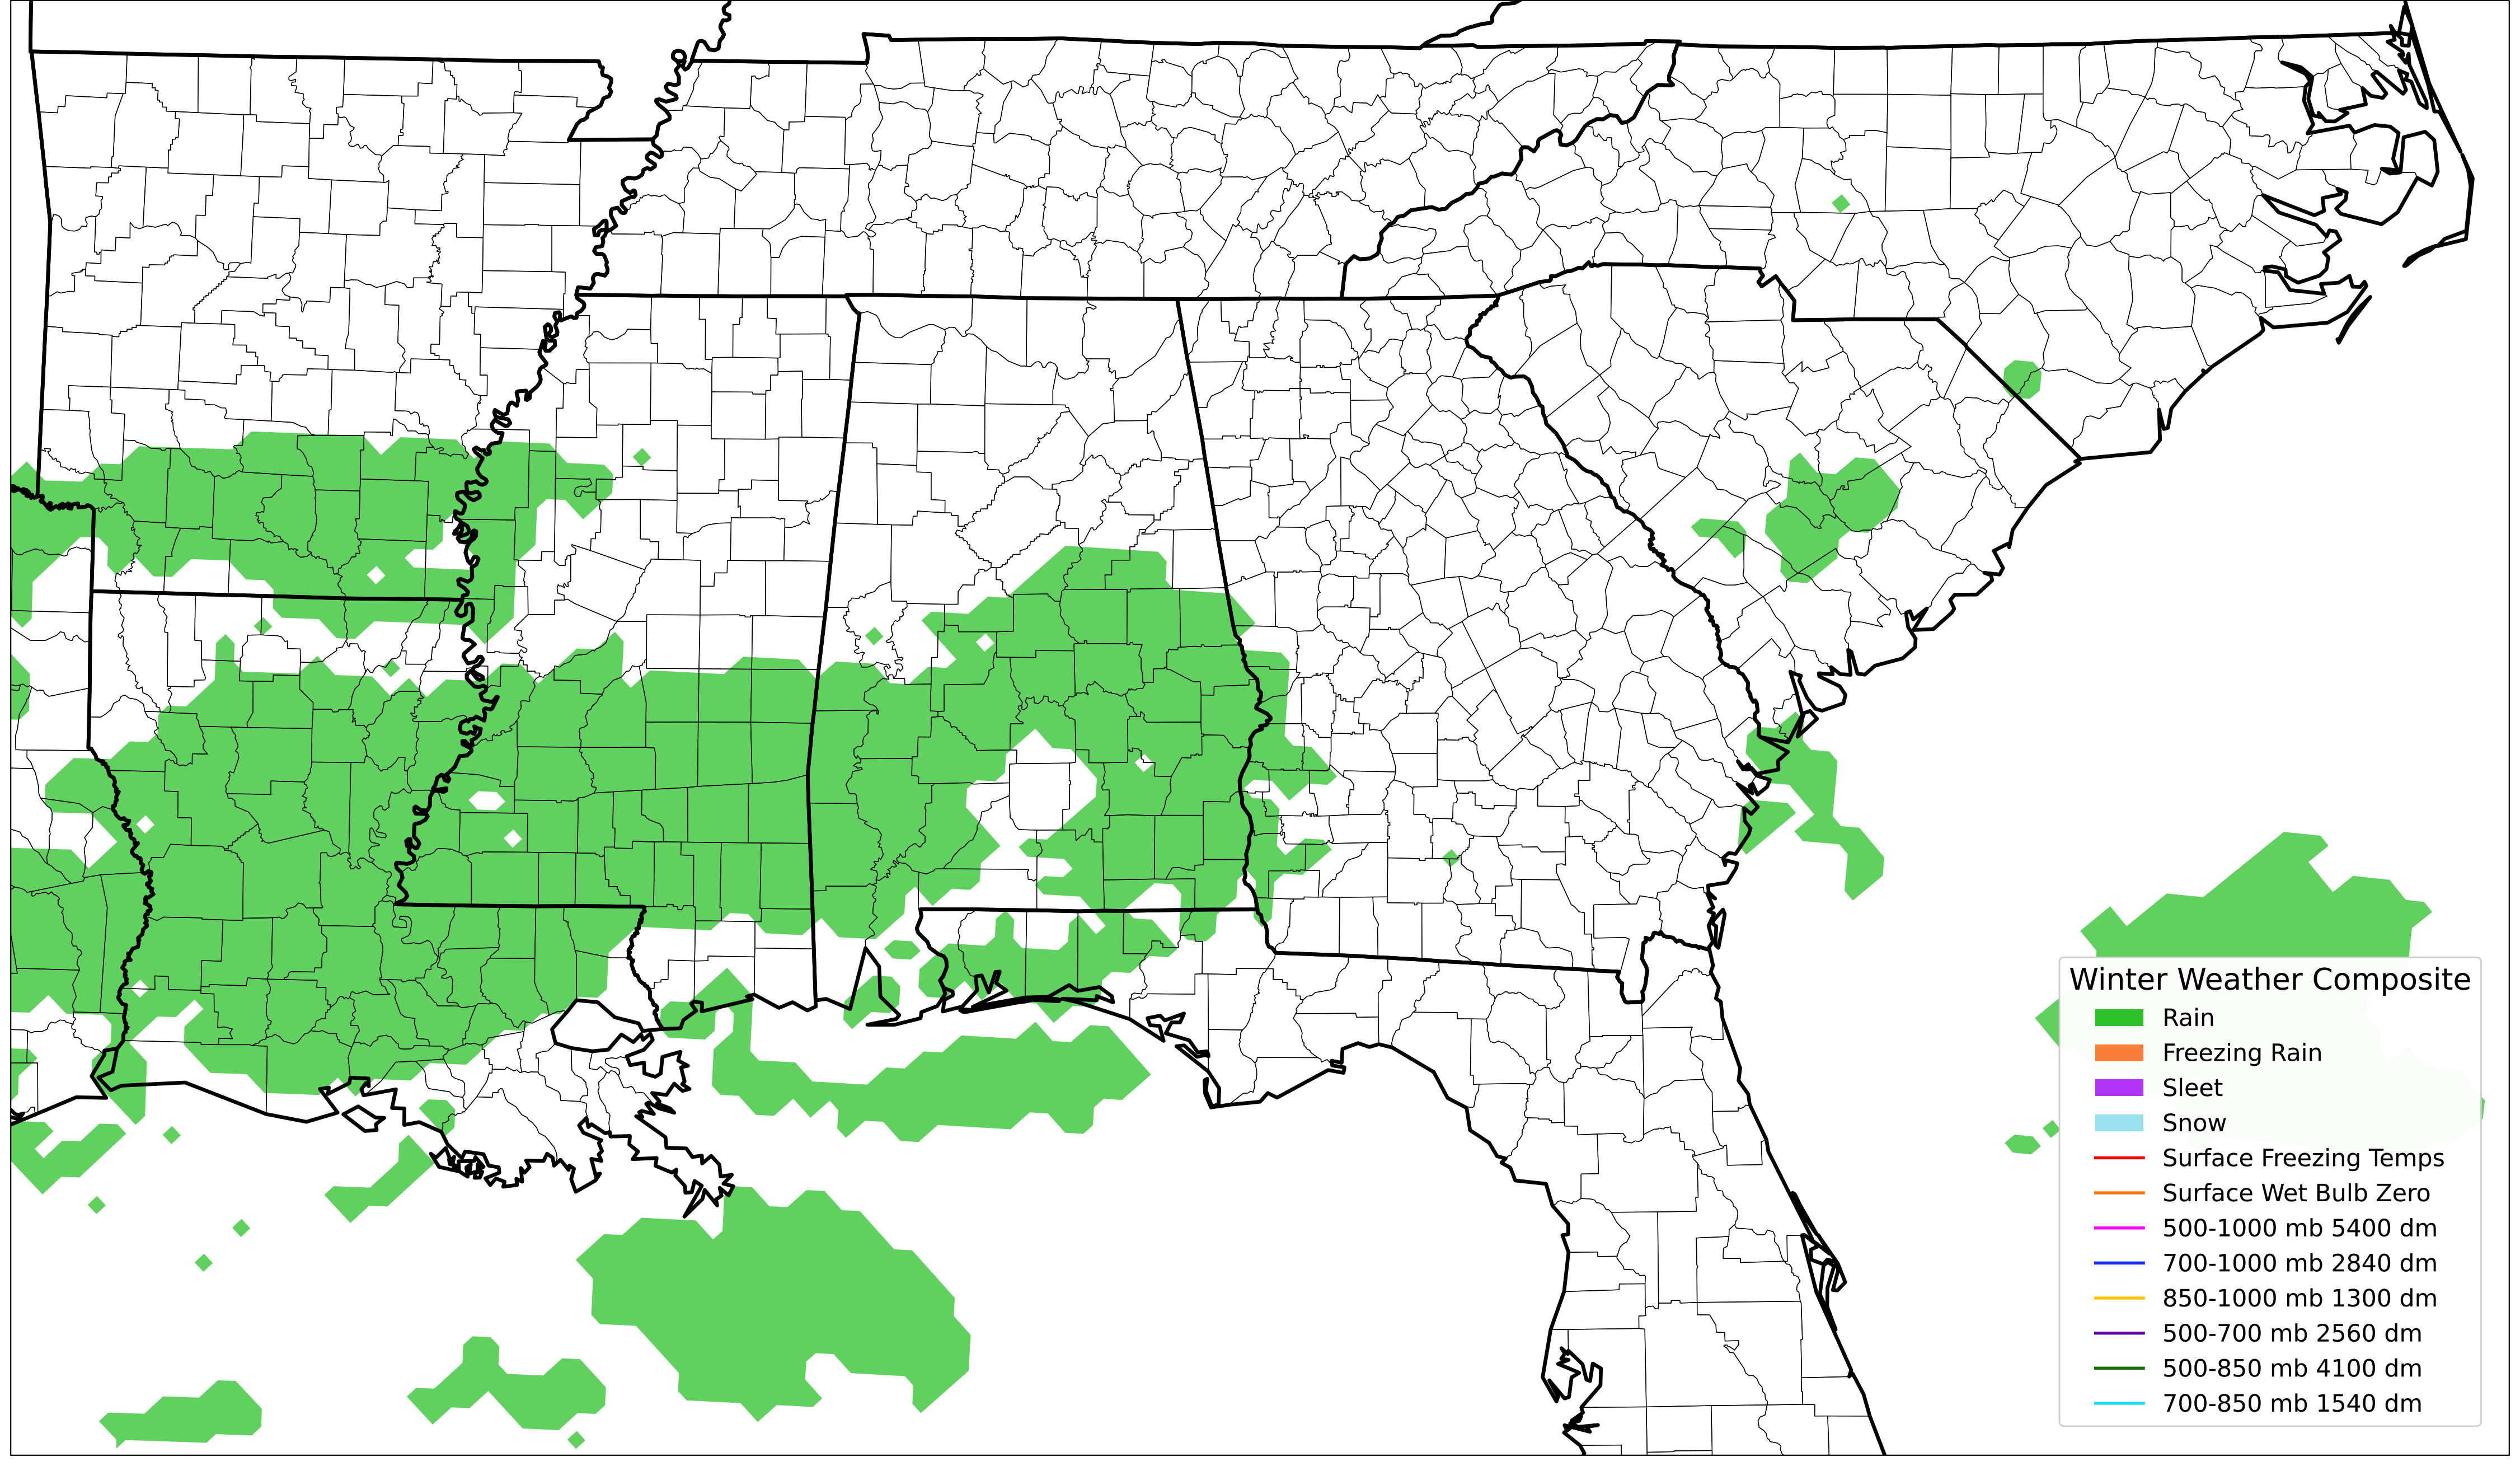 Winter Weather Composite
Rain
Freezing Rain
Sleet
Snow
Surface Freezing Temps
Surface Wet Bulb Zero
500-1000 mb 5400 dm
700-1000 mb 2840 dm
850-1000 mb 1300 dm
500-700 mb 2560 dm
500-850 mb 4100 dm
700-850 mb 1540 dm